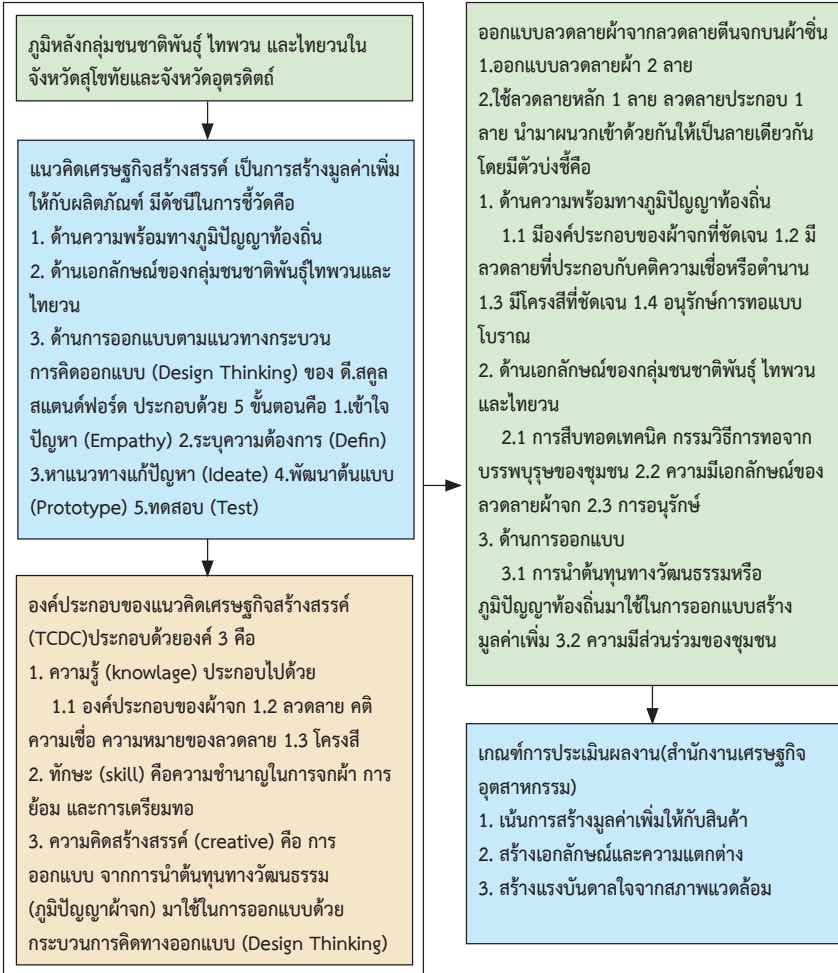 ภูมิหลังกลุ่มชนชาติพันธุ์ ไทพวน และไทยวนใน
จังหวัดสุโขทัยและจังหวัดอุตรดิตถ์
แนวคิดเศรษฐกิจสร้างสรรค์ เป็นการสร้างมูลค่าเพิ่ม
ให้กับผลิตภัณฑ์ มีดัชนีในการชี้วัดคือ
1. ด้านความพร้อมทางภูมิปัญญาท้องถิ่น
2. ด้านเอกลักษณ์ของกลุ่มชนชาติพันธุ์ไทพวนและ
ไทยวน
3. ด้านการออกแบบตามแนวทางกระบวน
การคิดออกแบบ (Design Thinking) ของ ดี.สคูล
สแตนด์ฟอร์ด ประกอบด้วย 5 ขั้นตอนคือ 1.เข้าใจ
ปัญหา (Empathy) 2.ระบุความต้องการ (Defin)
3.หาแนวทางแก้ปัญหา (Ideate) 4.พัฒนาต้นแบบ
(Prototype) 5.ทดสอบ (Test)
องค์ประกอบของแนวคิดเศรษฐกิจสร้างสรรค์
(TCDC)ประกอบด้วยองค์ 3 คือ
1. ความรู้ (knowlage) ประกอบไปด้วย
1.1 องค์ประกอบของผ้าจก 1.2 ลวดลาย คติ
ความเชื่อ ความหมายของลวดลาย 1.3 โครงสี
2. ทักษะ (skill) คือความชำนาญในการจกผ้า การ
ย้อม และการเตรียมทอ
3. ความคิดสร้างสรรค์ (creative) คือ การ
ออกแบบ จากการนำต้นทุนทางวัฒนธรรม
(ภูมิปัญญาผ้าจก) มาใช้ในการออกแบบด้วย
กระบวนการคิดทางออกแบบ (Design Thinking)
ออกแบบลวดลายผ้าจากลวดลายตีนจกบนผ้าซิ่น
1.ออกแบบลวดลายผ้า 2 ลาย
2.ใช้ลวดลายหลัก 1 ลาย ลวดลายประกอบ 1
ลาย นำมาผนวกเข้าด้วยกันให้เป็นลายเดียวกัน
โดยมีตัวบ่งชี้คือ
1. ด้านความพร้อมทางภูมิปัญญาท้องถิ่น
1.1 มีองค์ประกอบของผ้าจกที่ชัดเจน 1.2 มี
ลวดลายที่ประกอบกับคติความเชื่อหรือตำนาน
1.3 มีโครงสีที่ชัดเจน 1.4 อนุรักษ์การทอแบบ
โบราณ
2. ด้านเอกลักษณ์ของกลุ่มชนชาติพันธุ์ ไทพวน
และไทยวน
2.1 การสืบทอดเทคนิค กรรมวิธีการทอจาก
บรรพบุรุษของชุมชน 2.2 ความมีเอกลักษณ์ของ
ลวดลายผ้าจก 2.3 การอนุรักษ์
3. ด้านการออกแบบ
3.1 การนำต้นทุนทางวัฒนธรรมหรือ
ภูมิปัญญาท้องถิ่นมาใช้ในการออกแบบสร้าง
มูลค่าเพิ่ม 3.2 ความมีส่วนร่วมของชุมชน
เกณฑ์การประเมินผลงาน(สำนักงานเศรษฐกิจ
อุตสาหกรรม)
1. เน้นการสร้างมูลค่าเพิ่มให้กับสินค้า
2. สร้างเอกลักษณ์และความแตกต่าง
3. สร้างแรงบันดาลใจจากสภาพแวดล้อม